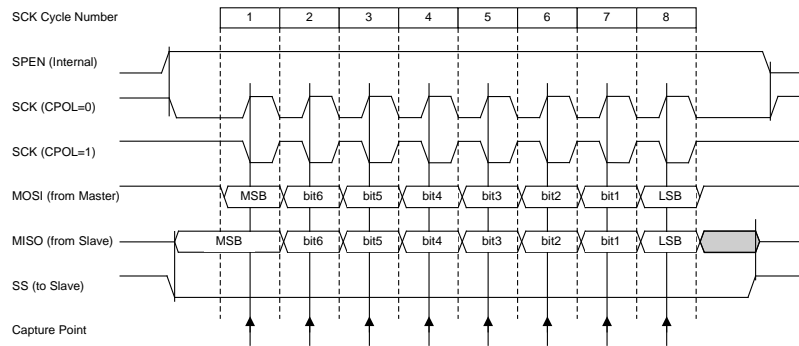 SCK Cycle Number 1 2 3 4 5 6 7 8
SPEN (Internal)
SCK (CPOL=0)
SCK (CPOL=1)
MOSI (from Master) MSB bit6 bit5 bit4 bit3 bit2 bit1 LSB
MISO (from Slave) MSB bit6 bit5 bit4 bit3 bit2 bit1 LSB
SS (to Slave)
Capture Point